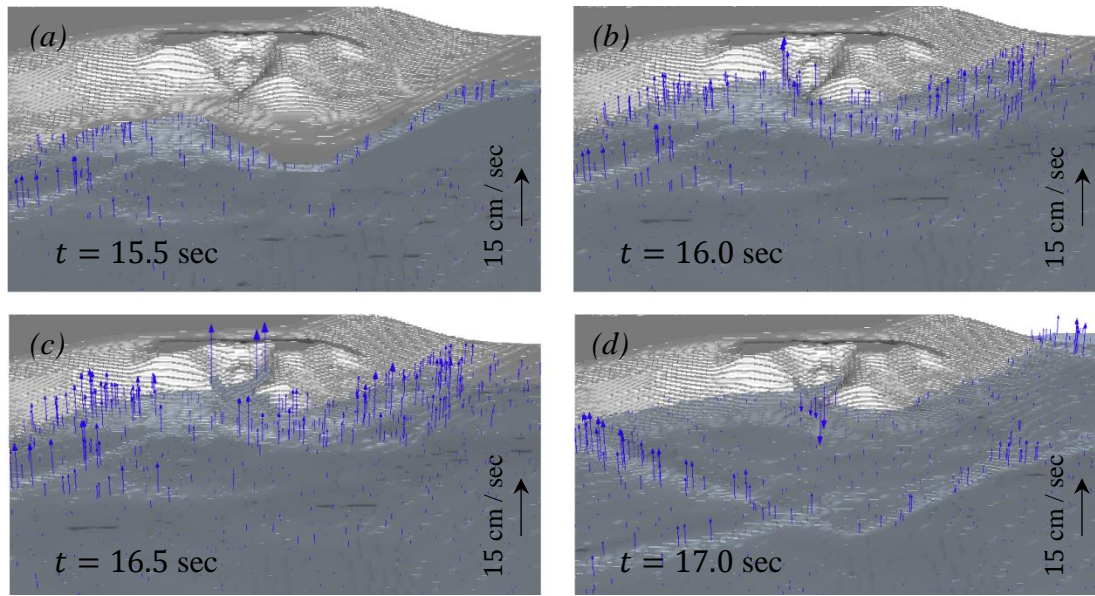 (a)
15 cm / sec
t = 15.5 sec
(b)
15 cm / sec
t = 16.0 sec
(c)
15 cm / sec
t = 16.5 sec
(d)
15 cm / sec
t = 17.0 sec